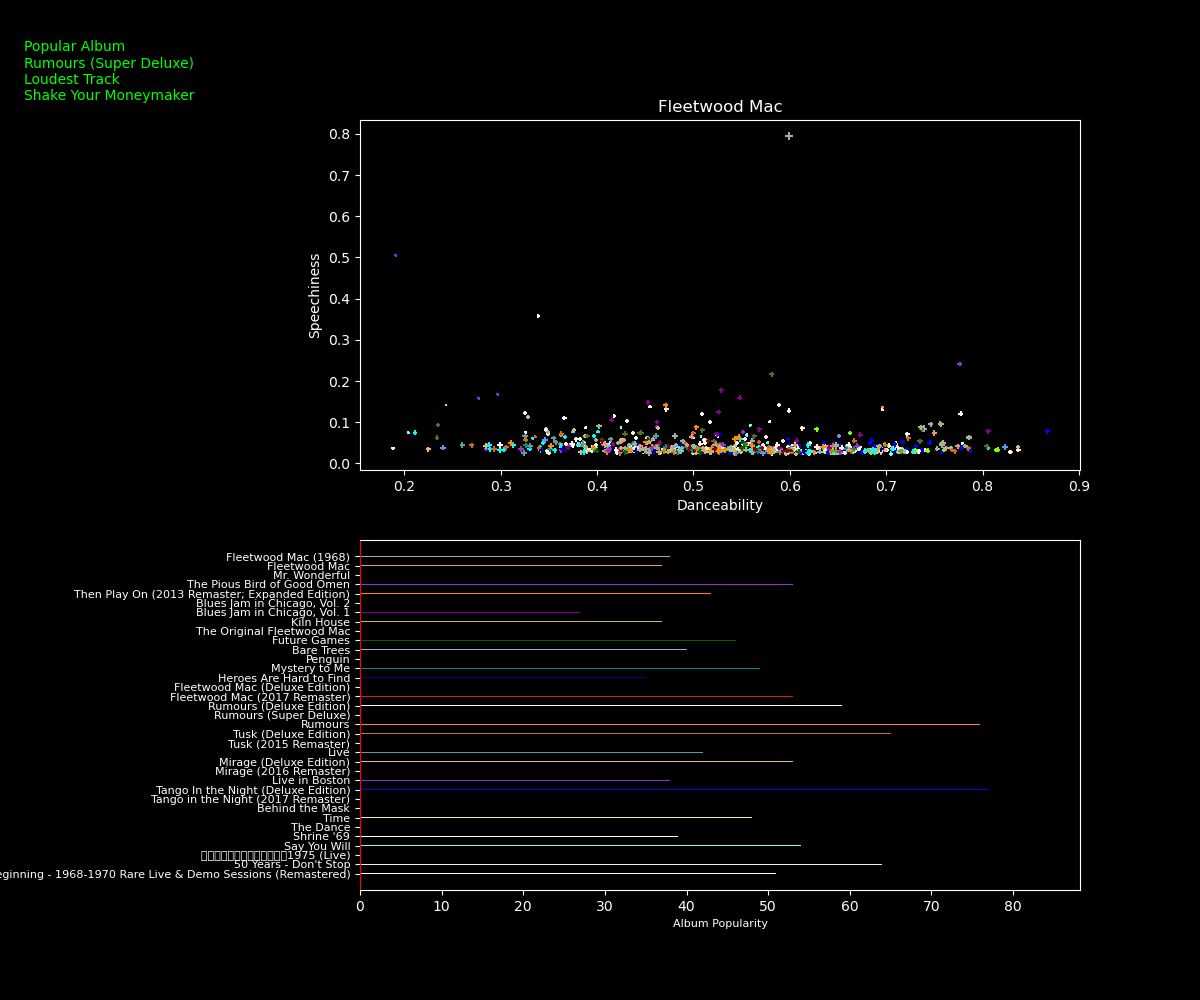 Popular Album
Rumours (Super Deluxe)
Loudest Track
Shake Your Moneymaker
Fleetwood Mac
0.8
0.7
0.6
0.5
0.4
0.3
0.2
0.1
0.0
Speechiness
0.2 0.3 0.4 0.5 0.6 0.7 0.8 0.9
Danceability
Fleetwood Mac (1968)
Fleetwood Mac
Mr. Wonderful
The Pious Bird of Good Omen
Then Play On (2013 Remaster; Expanded Edition)
Blues Jam in Chicago, Vol. 2
Blues Jam in Chicago, Vol. 1
Kiln House
The Original Fleetwood Mac
Future Games
Bare Trees
Penguin
Mystery to Me
Heroes Are Hard to Find
Fleetwood Mac (Deluxe Edition)
Fleetwood Mac (2017 Remaster)
Rumours (Deluxe Edition)
Rumours (Super Deluxe)
Rumours
Tusk (Deluxe Edition)
Tusk (2015 Remaster)
Live
Mirage (Deluxe Edition)
Mirage (2016 Remaster)
Live in Boston
Tango In the Night (Deluxe Edition)
Tango in the Night (2017 Remaster)
Behind the Mask
Time
The Dance
Shrine '69
Say You Will
1975 (Live)
50 Years - Don't Stop
eginning - 1968-1970 Rare Live & Demo Sessions (Remastered)
0 10 20 30 40 50 60 70 80
Album Popularity